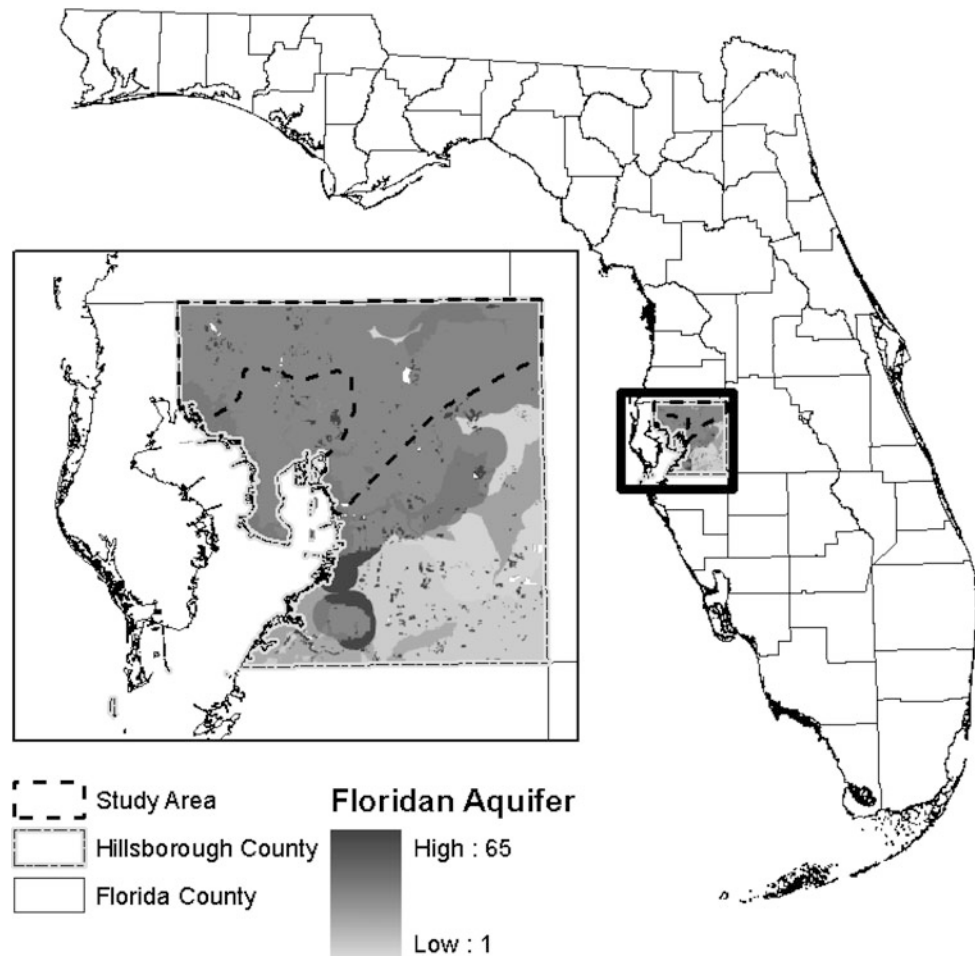 Study Area
Hillsborough County
Florida County
Floridan Aquifer
High : 65
Low : 1